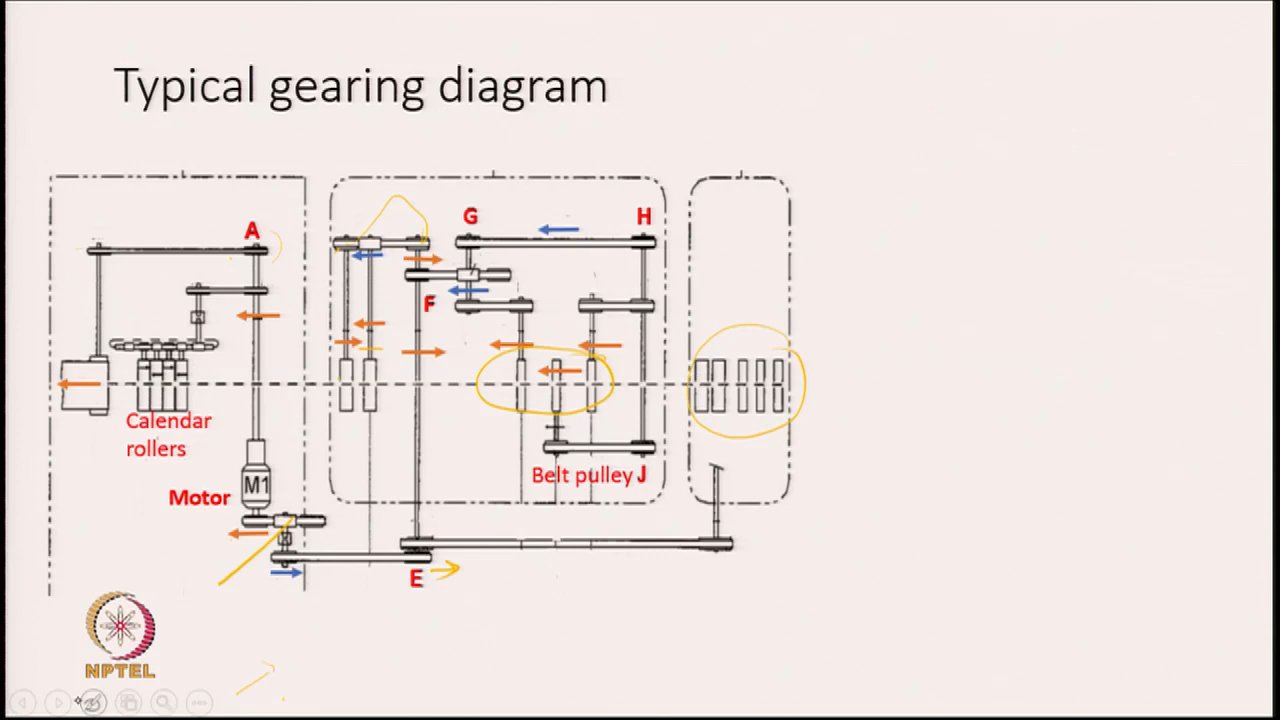 Typical gearing diagram
A
G
H
F
Calendar
rollers
M1
Motor
Belt pulley J
E
NPTEL